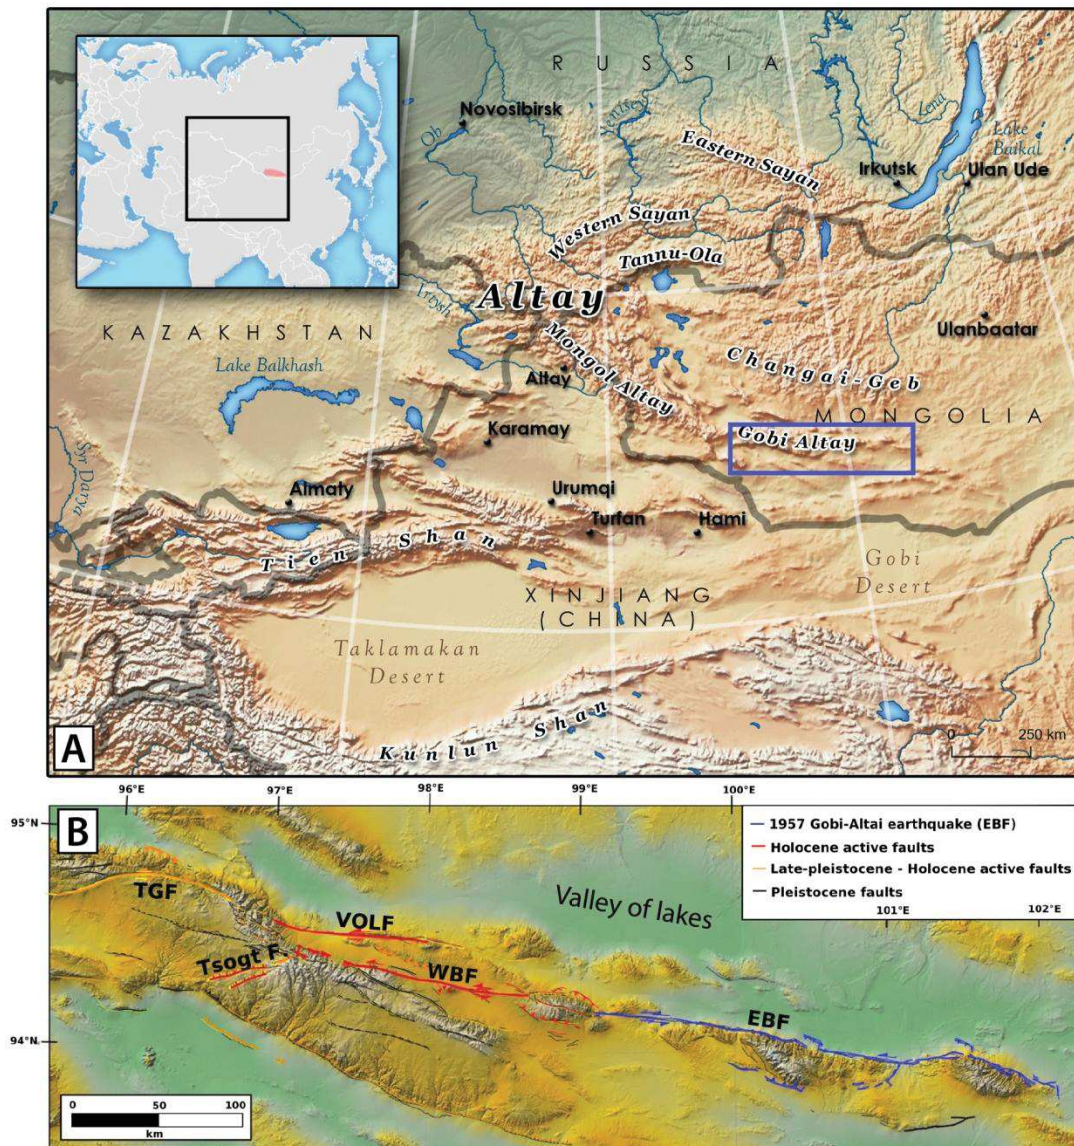 RUSSIA
Novosibirsk
Ob
Yenisey
Lena
Lake
Baikal
Eastern Sayan
Irkutsk
Ulan Ude
Western Sayan
Tannu-Ola
Altay
Irtysh
KAZAKHSTAN
Ulanbaatar
Mongol Altay
Lake Balkhash
Altay
Changai-Geb
MONGOLIA
Karamay
Gobi Altay
Syr Darya
Almaty
Urumqi
Turfan
Hami
Tien Shan
Gobi
Desert
XINJIANG
(CHINA)
Taklamakan
Desert
Kunlun Shan
0 250 km
A
96°E 97°E 98°E 99°E 100°E
95°N
B
1957 Gobi-Altai earthquake (EBF)
Holocene active faults
Late-pleistocene - Holocene active faults
Pleistocene faults
101°E 102°E
TGF
VOLF
Valley of lakes
Tsogt F.
WBF
EBF
94°N
0 50 100
km